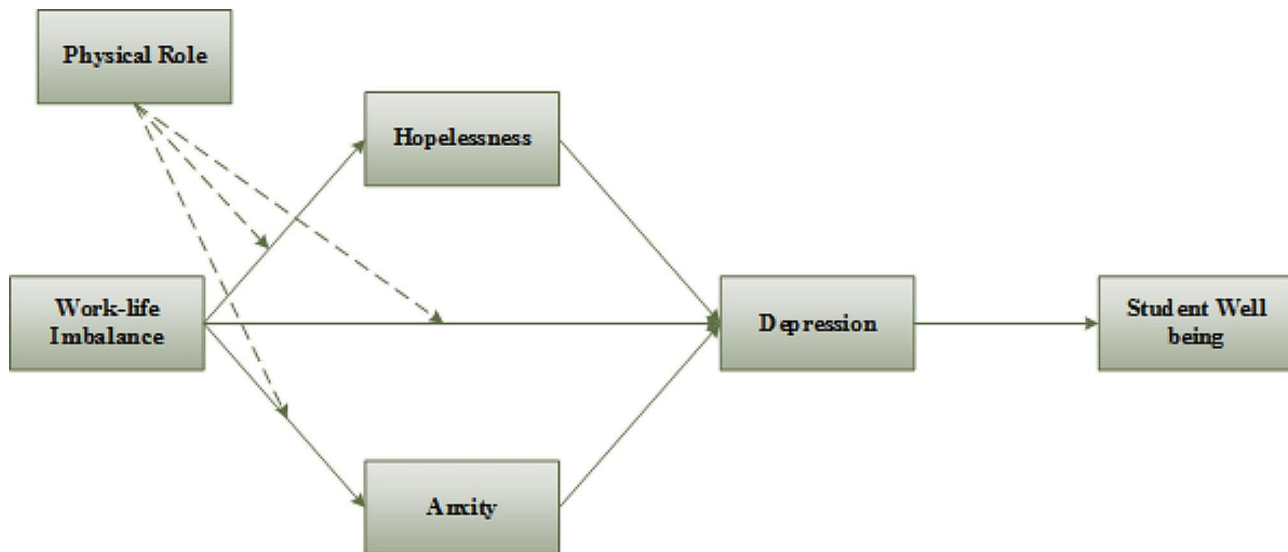 Physical Role
Hopelessness
Work-life
Imbalance
Depression
Student Well
being
Anxity